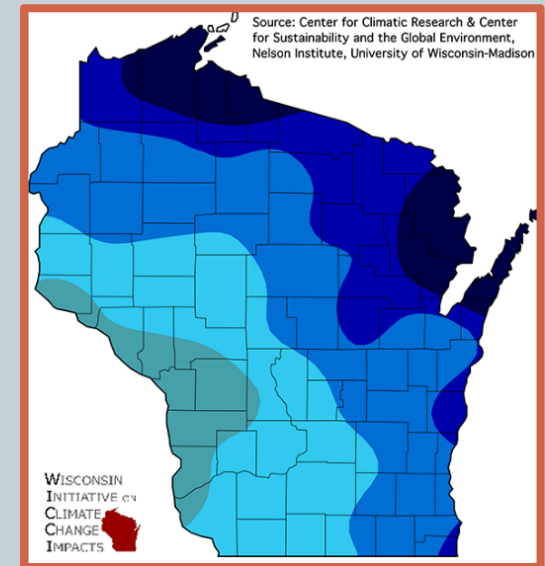 Source: Center for Climatic Research & Center
for Sustainability and the Global Environment,
Nelson Institute, University of Wisconsin-Madison
WISCONSIN
INITIATIVE ON
CLIMATE
CHANGE
IMPACTS